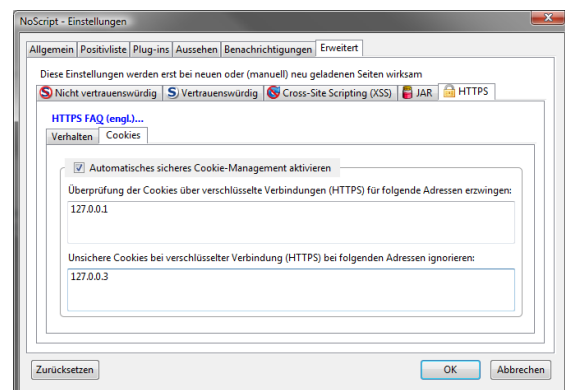 NoScript - Einstellungen
Allgemein Positivliste Plug-ins Aussehen Benachrichtigungen Erweitert
Diese Einstellungen werden erst bei neuen oder (manuell) neu geladenen Seiten wirksam
Nicht vertrauenswürdig Vertrauenswürdig Cross-Site Scripting (XSS) JAR HTTPS
HTTPS FAQ (engl.)...
Verhalten Cookies
Automatisches sicheres Cookie-Management aktivieren
Überprüfung der Cookies über verschlüsselte Verbindungen (HTTPS) für folgende Adressen erzwingen:
127.0.0.1
Unsichere Cookies bei verschlüsselter Verbindung (HTTPS) bei folgenden Adressen ignorieren:
127.0.0.3
Zurücksetzen OK Abbrechen